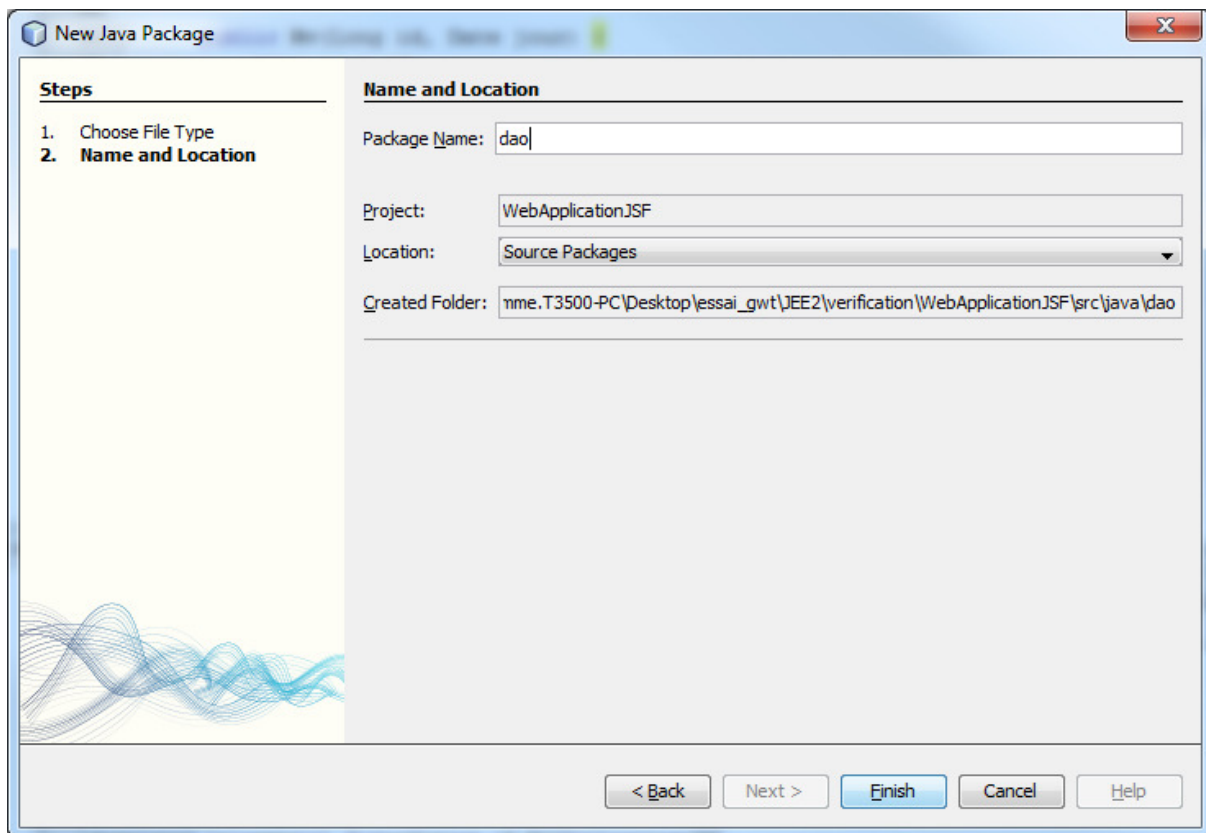 New Java Package
Steps
1. Choose File Type
2. Name and Location
Name and Location
Package Name: dao
Project: WebApplicationJSF
Location: Source Packages
Created Folder: nme.T3500-PC\Desktop\essai_gwt\JEE2\verification\WebApplicationJSF\src\java\dao
< Back Next > Finish Cancel Help